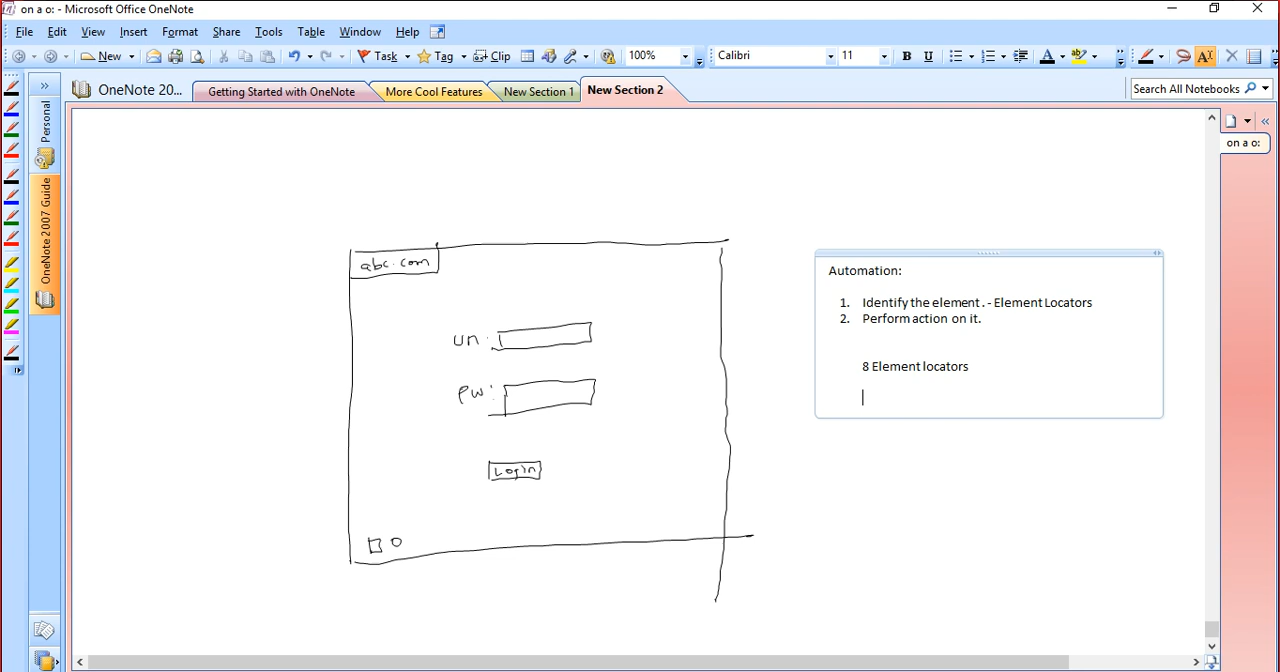 on a o: - Microsoft OneNote
File Edit View Insert Format Share Tools Table Window Help
New Task Tag Clip 100% Calibri 11 B U A ab A
OneNote 20... Getting Started with OneNote More Cool Features New Section 1 New Section 2 Search All Notebooks
on a o:
Personal
OneNote 2007 Guide
abc.com
un:
pw:
Login
Automation:
1. Identify the element . - Element Locators
2. Perform action on it.
8 Element locators